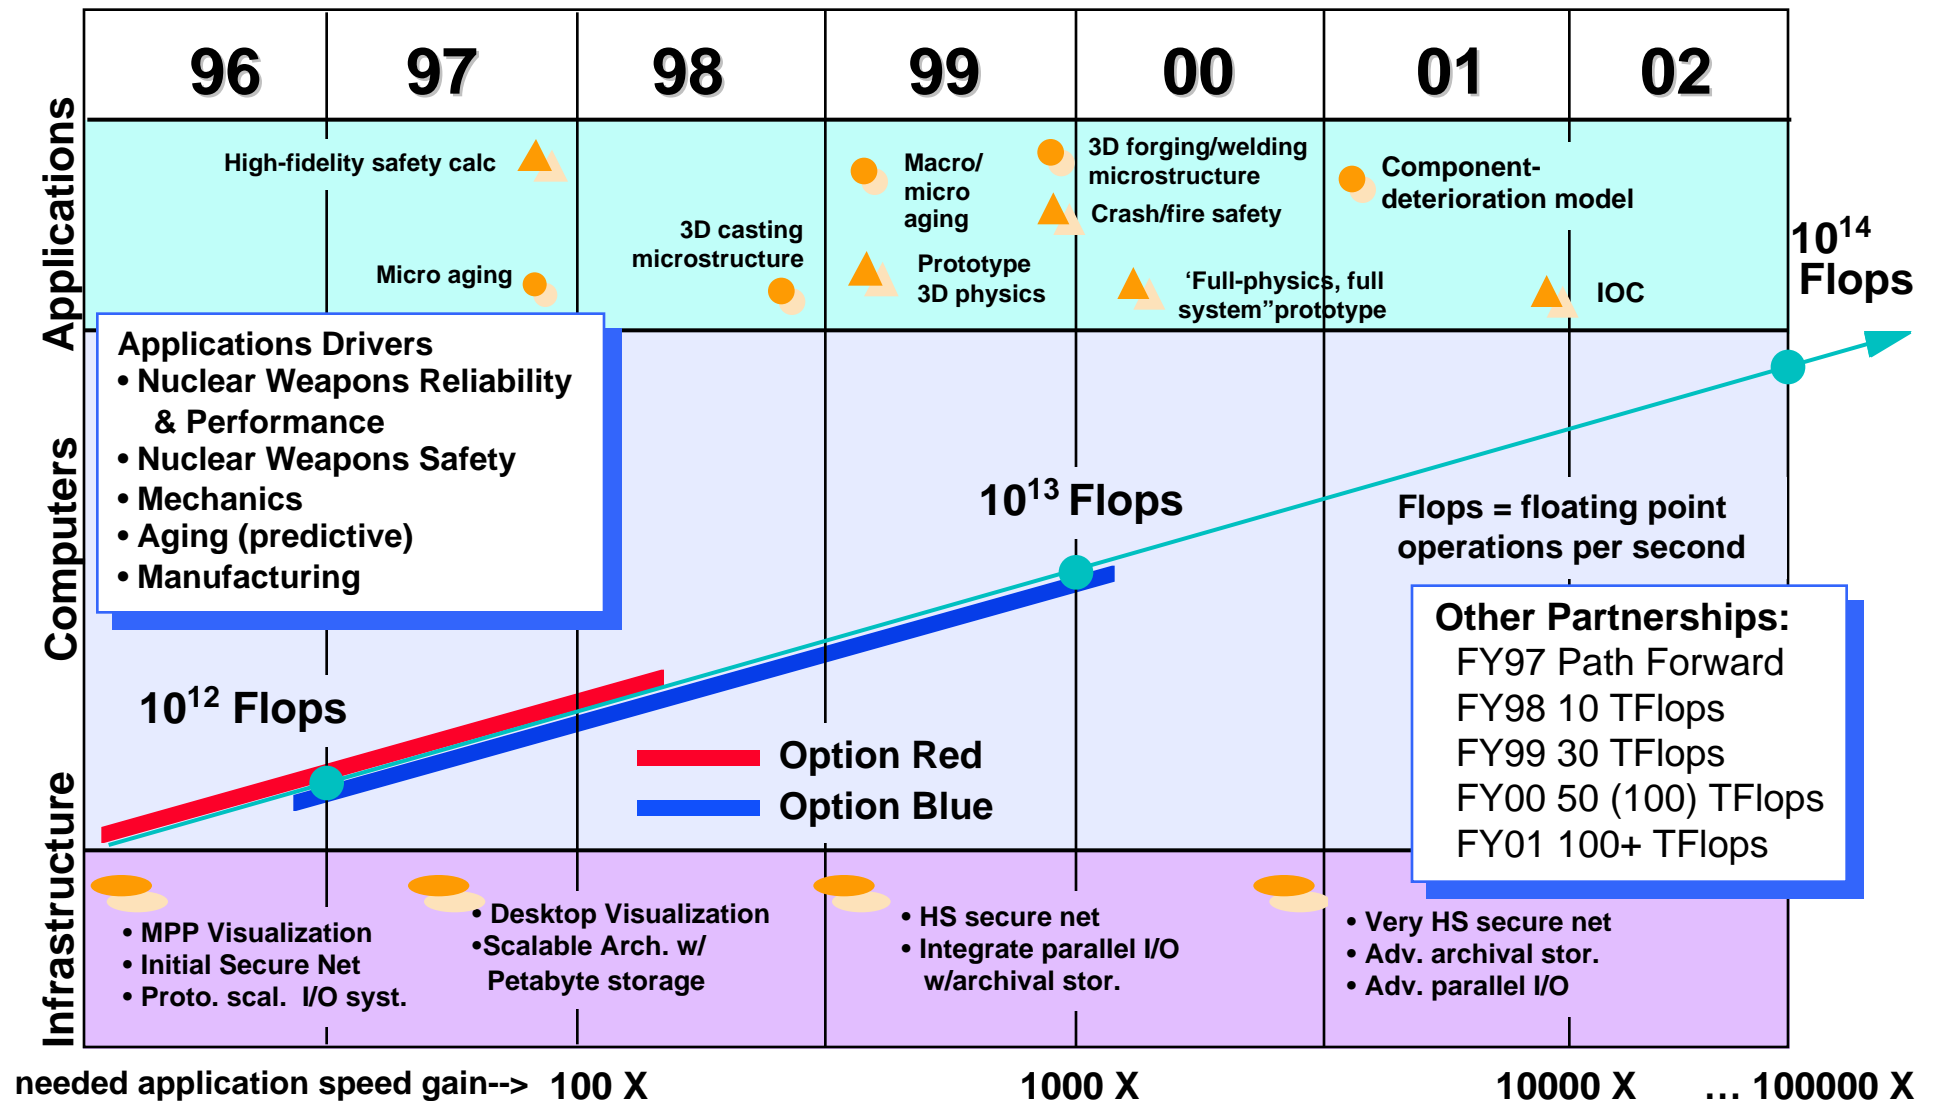 96 97 98 99 00 01 02
Applications
High-fidelity safety calc
Micro aging
3D casting
microstructure
Macro/
micro
aging
Prototype
3D physics
3D forging/welding
microstructure
Crash/fire safety
‘Full-physics, full
system”prototype
Component-
deterioration model
IOC
10¹⁴
Flops
Computers
Applications Drivers
• Nuclear Weapons Reliability
& Performance
• Nuclear Weapons Safety
• Mechanics
• Aging (predictive)
• Manufacturing
10¹² Flops
10¹³ Flops
Flops = floating point
operations per second
Option Red
Option Blue
Other Partnerships:
FY97 Path Forward
FY98 10 TFlops
FY99 30 TFlops
FY00 50 (100) TFlops
FY01 100+ TFlops
Infrastructure
• MPP Visualization
• Initial Secure Net
• Proto. scal. I/O syst.
• Desktop Visualization
•Scalable Arch. w/
Petabyte storage
• HS secure net
• Integrate parallel I/O
w/archival stor.
• Very HS secure net
• Adv. archival stor.
• Adv. parallel I/O
needed application speed gain--> 100 X 1000 X 10000 X ... 100000 X